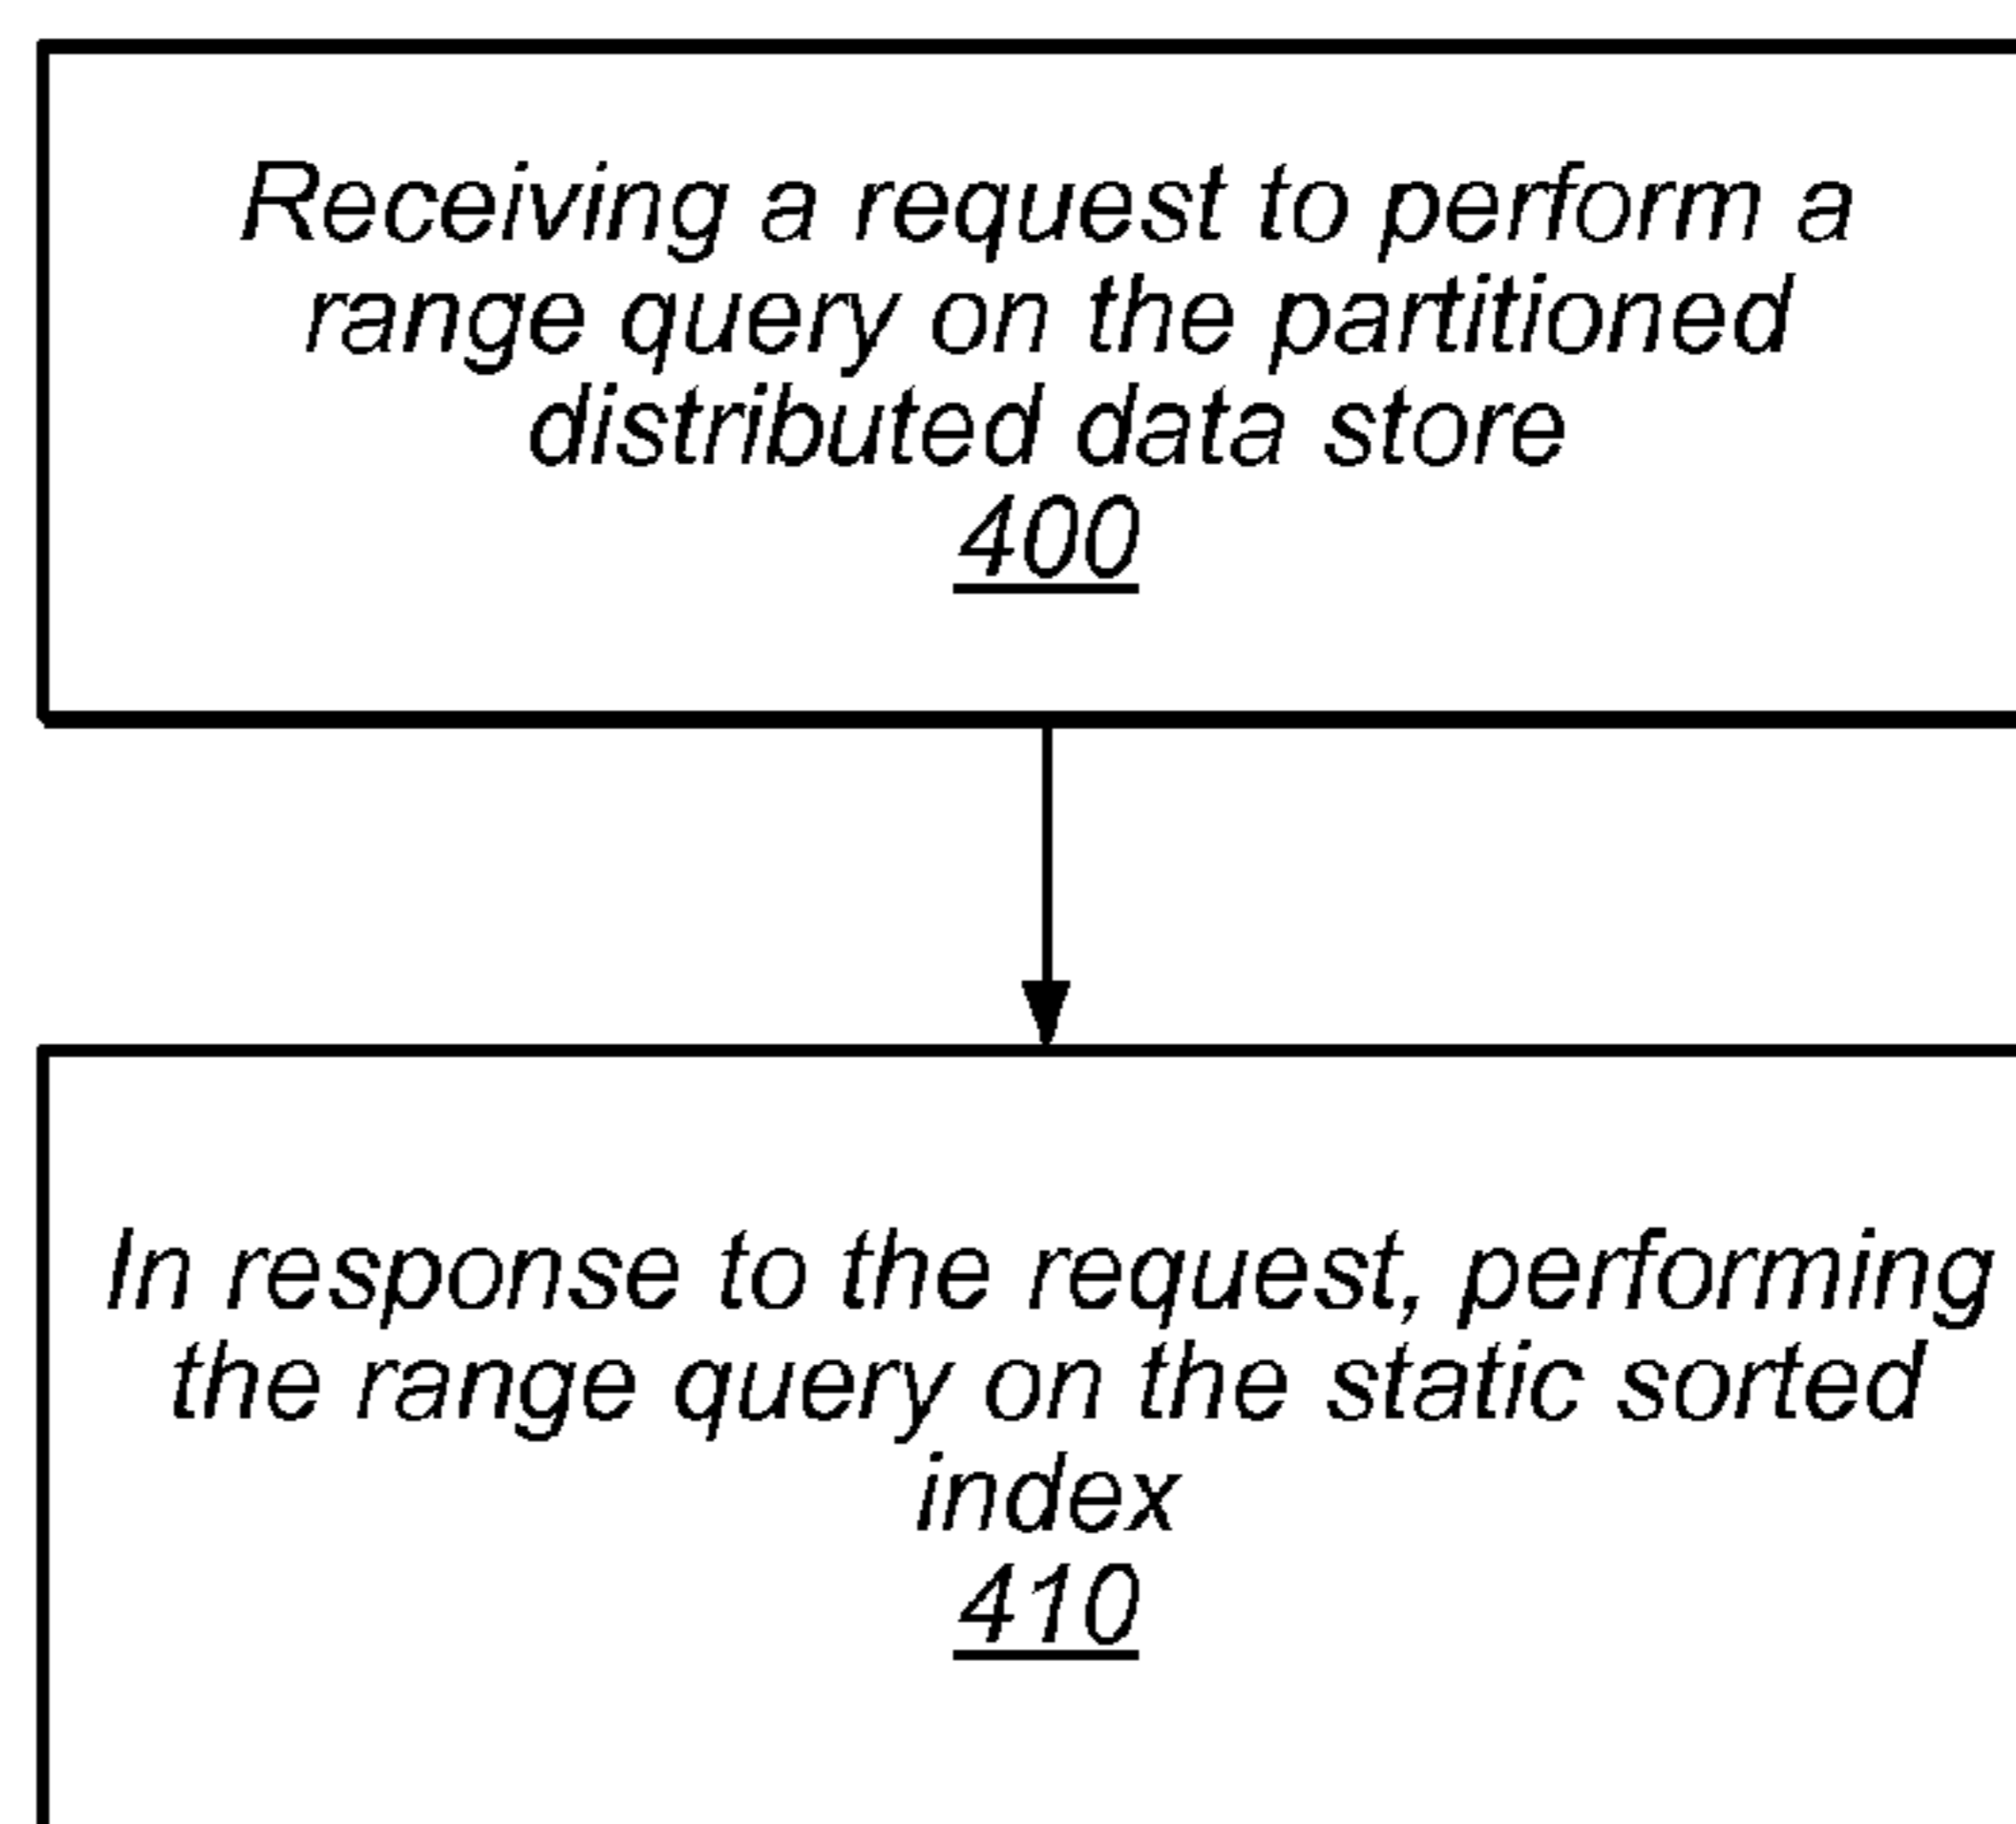 Receiving a request to perform a
range query on the partitioned
distributed data store
400
In response to the request, performing
the range query on the static sorted
index
410